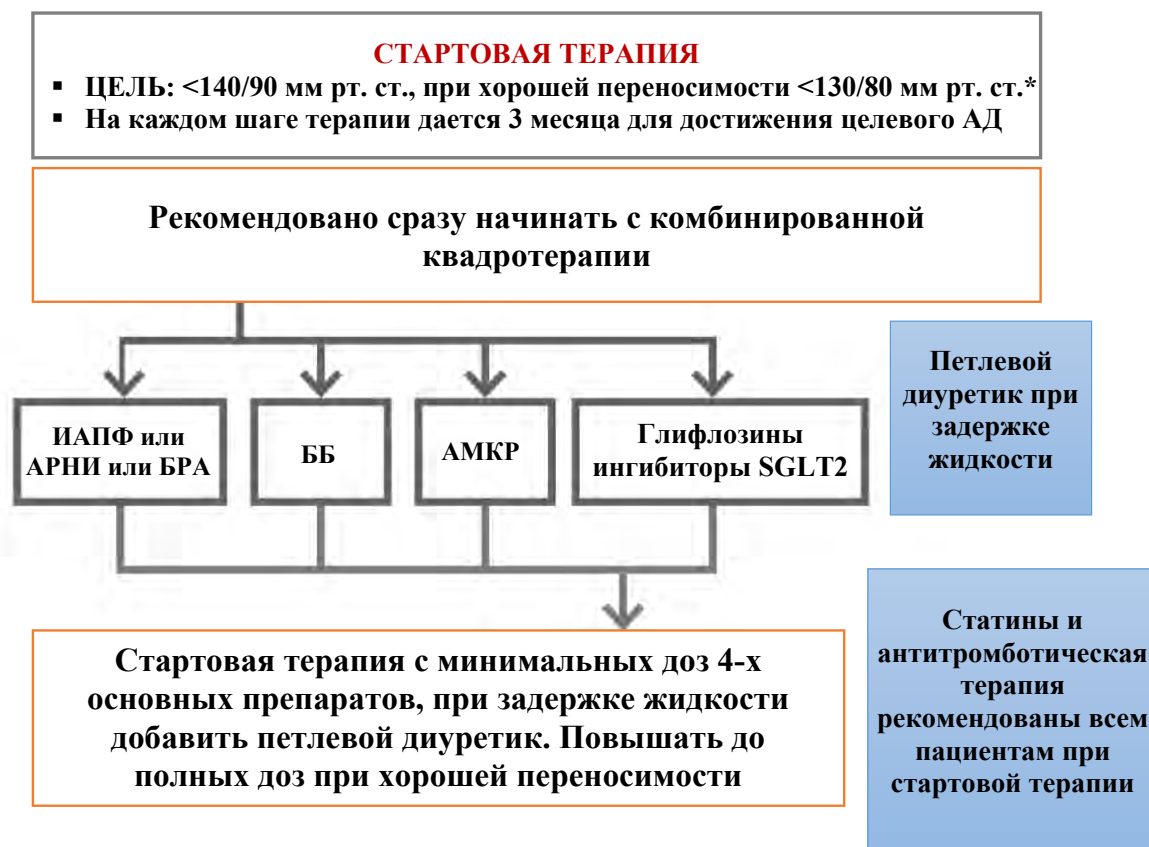 СТАРТОВАЯ ТЕРАПИЯ
▪ ЦЕЛЬ: <140/90 мм рт. ст., при хорошей переносимости <130/80 мм рт. ст.*
▪ На каждом шаге терапии дается 3 месяца для достижения целевого АД
Рекомендовано сразу начинать с комбинированной
квадротерапии
ИАПФ или
АРНИ или БРА
ББ
АМКР
Глифлозины
ингибиторы SGLT2
Петлевой
диуретик при
задержке
жидкости
Стартовая терапия с минимальных доз 4-х
основных препаратов, при задержке жидкости
добавить петлевой диуретик. Повышать до
полных доз при хорошей переносимости
Статины и
антитромботическая
терапия
рекомендованы всем
пациентам при
стартовой терапии